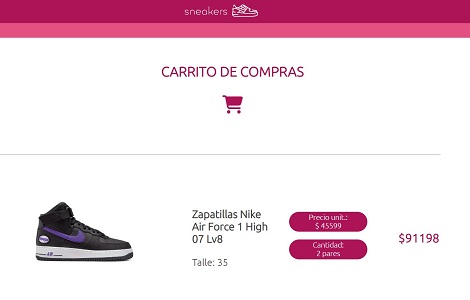 sneakers
CARRITO DE COMPRAS
Zapatillas Nike
Air Force 1 High
07 Lv8
Talle: 35
Precio unit.:
$ 45599
Cantidad:
2 pares
$91198